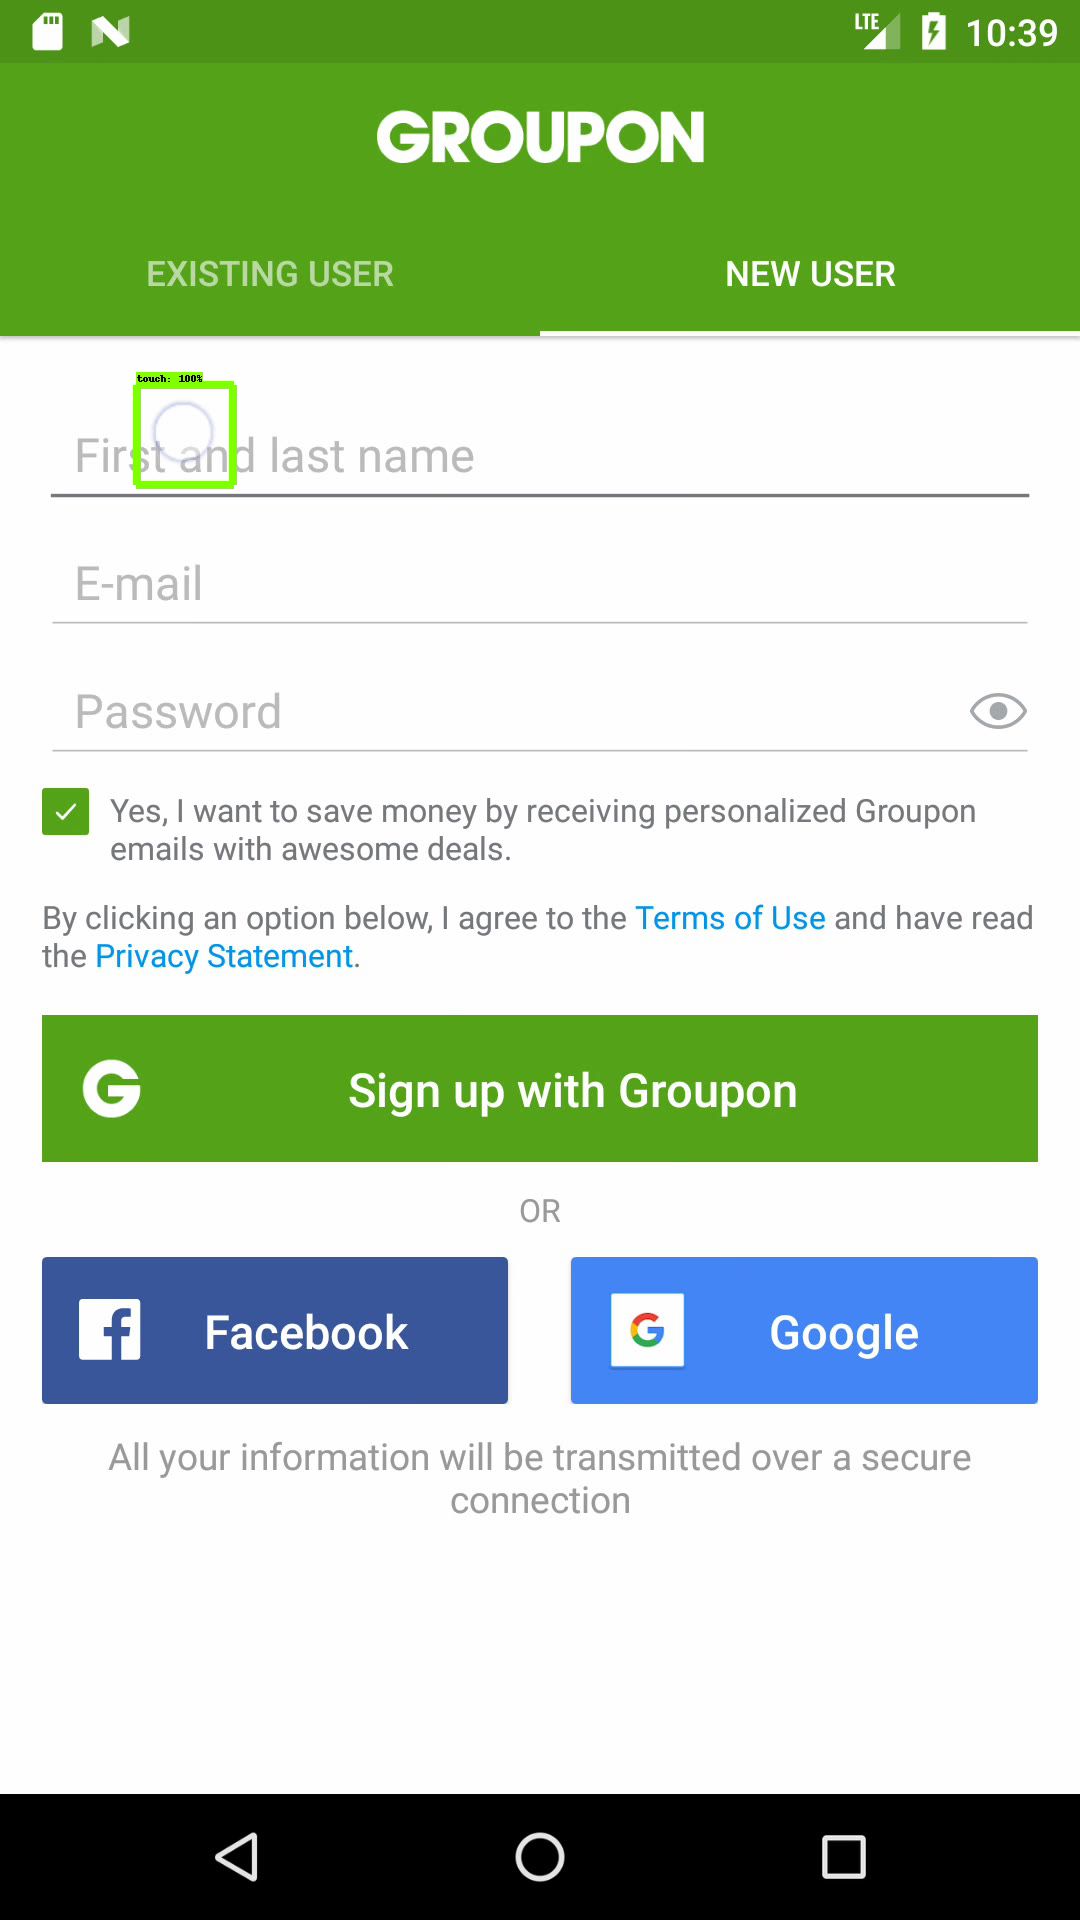 LTE 10:39
GROUPON
EXISTING USER NEW USER
touch: 100%
First and last name
E-mail
Password
Yes, I want to save money by receiving personalized Groupon
emails with awesome deals.
By clicking an option below, I agree to the Terms of Use and have read
the Privacy Statement.
G Sign up with Groupon
OR
f Facebook G Google
All your information will be transmitted over a secure
connection